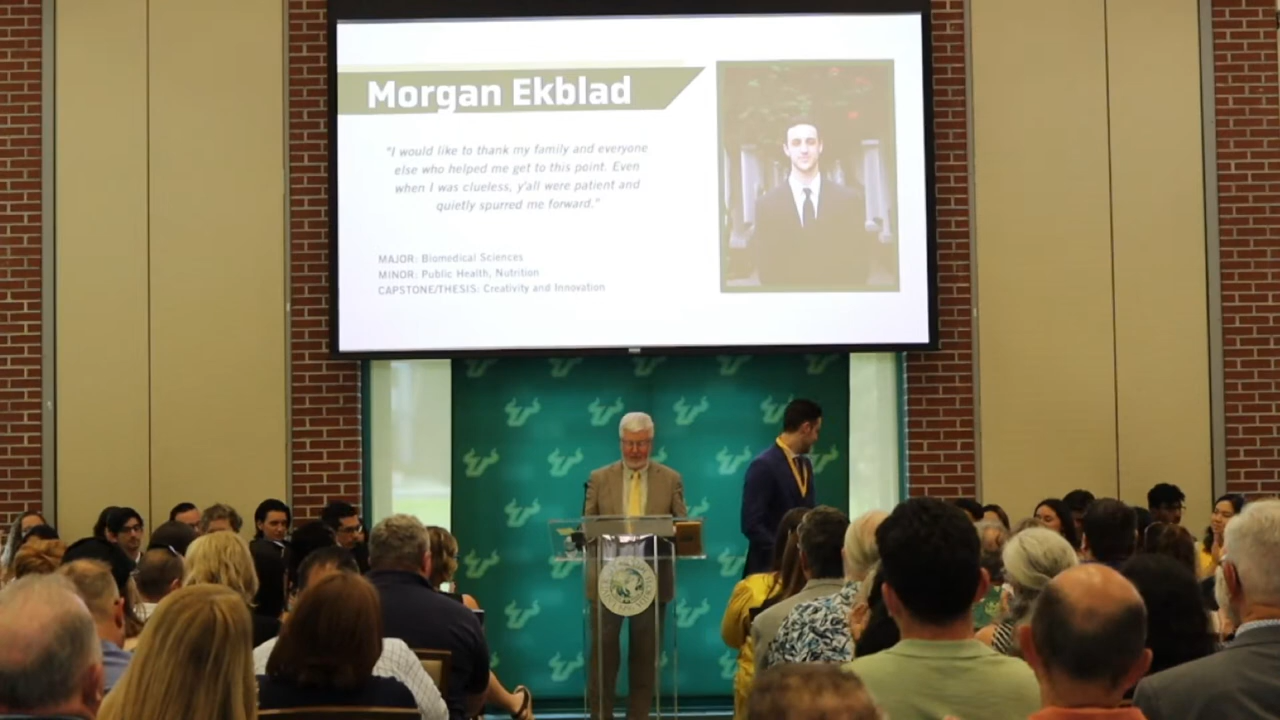 Morgan Ekblad
"I would like to thank my family and everyone
else who helped me get to this point. Even
when I was clueless, y'all were patient and
quietly spurred me forward."
MAJOR: Biomedical Sciences
MINOR: Public Health, Nutrition
CAPSTONE/THESIS: Creativity and Innovation